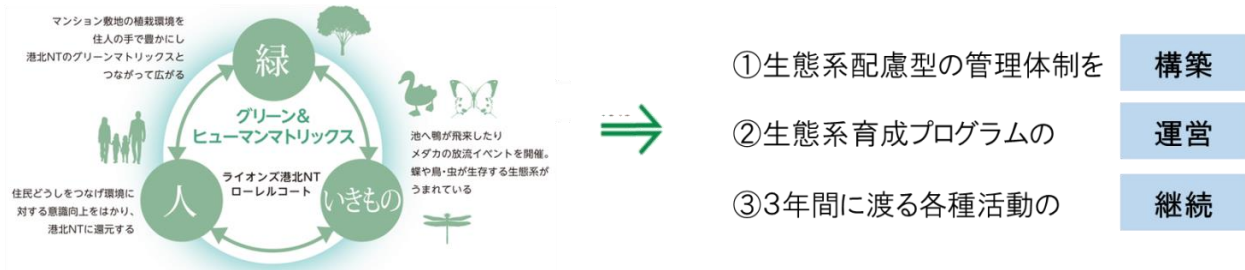 マンション敷地の植栽環境を
住人の手で豊かにし
港北NTのグリーンマトリックスと
つながって広がる
緑
グリーン&
ヒューマンマトリックス
ライオンズ港北NT
ローレルコート
池へ鴨が飛来したり
メダカの放流イベントを開催。
蝶や鳥・虫が生存する生態系が
うまれている
人
いきもの
住民どうしをつなげ環境に
対する意識向上をはかり、
港北NTに還元する
①生態系配慮型の管理体制を 構築
②生態系育成プログラムの 運営
③3年間に渡る各種活動の 継続